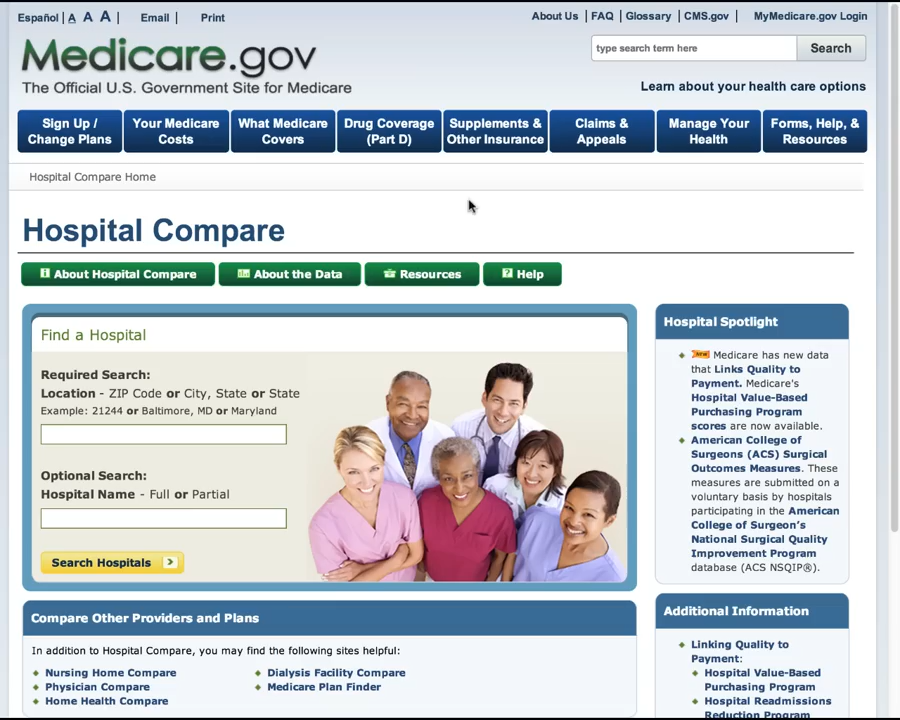 Español | A A A | Email | Print
About Us | FAQ | Glossary | CMS.gov | MyMedicare.gov Login
Medicare.gov
The Official U.S. Government Site for Medicare
type search term here Search
Learn about your health care options
Sign Up / Change Plans
Your Medicare Costs
What Medicare Covers
Drug Coverage (Part D)
Supplements & Other Insurance
Claims & Appeals
Manage Your Health
Forms, Help, & Resources
Hospital Compare Home
Hospital Compare
About Hospital Compare
About the Data
Resources
Help
Find a Hospital
Required Search:
Location - ZIP Code or City, State or State
Example: 21244 or Baltimore, MD or Maryland
Optional Search:
Hospital Name - Full or Partial
Search Hospitals
Hospital Spotlight
NEW Medicare has new data
that Links Quality to
Payment. Medicare's
Hospital Value-Based
Purchasing Program
scores are now available.
American College of
Surgeons (ACS) Surgical
Outcomes Measures. These
measures are submitted on a
voluntary basis by hospitals
participating in the American
College of Surgeon's
National Surgical Quality
Improvement Program
database (ACS NSQIP®).
Compare Other Providers and Plans
In addition to Hospital Compare, you may find the following sites helpful:
Nursing Home Compare
Physician Compare
Home Health Compare
Dialysis Facility Compare
Medicare Plan Finder
Additional Information
Linking Quality to
Payment:
Hospital Value-Based
Purchasing Program
Hospital Readmissions
Reduction Program